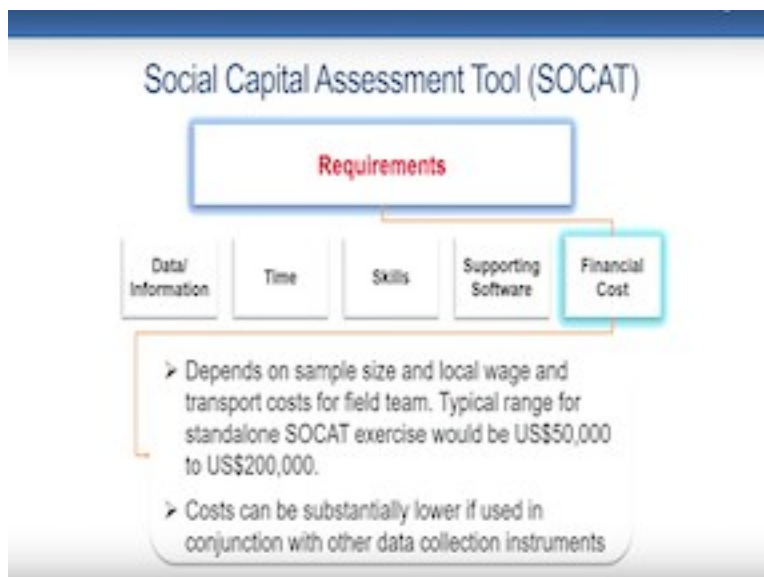 Social Capital Assessment Tool (SOCAT)
Requirements
Data/
Information
Time
Skills
Supporting
Software
Financial
Cost
➢ Depends on sample size and local wage and
transport costs for field team. Typical range for
standalone SOCAT exercise would be US$50,000
to US$200,000.
➢ Costs can be substantially lower if used in
conjunction with other data collection instruments